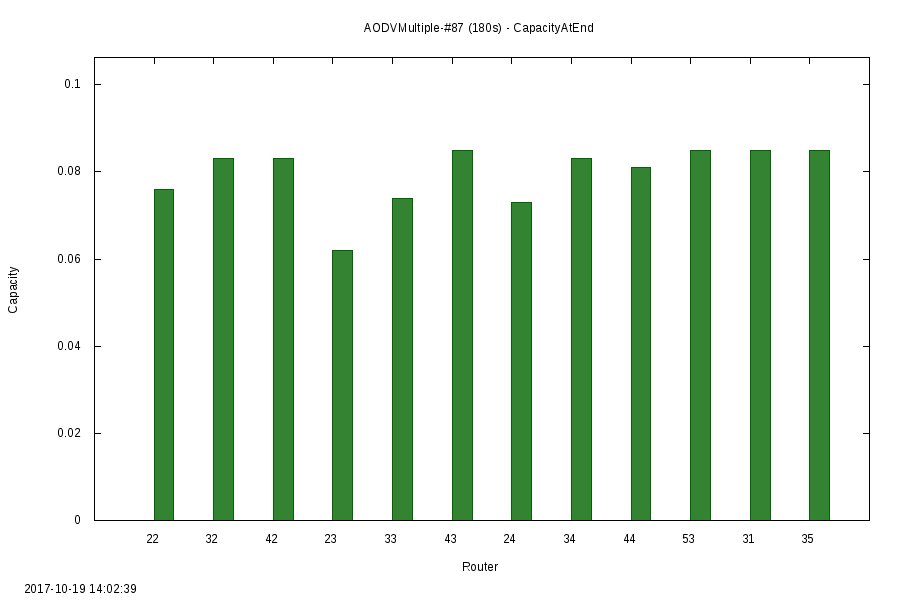 AODVMultiple-#87 (180s) - CapacityAtEnd
0.1
0.08
0.06
0.04
0.02
0
Capacity
22 32 42 23 33 43 24 34 44 53 31 35
Router
2017-10-19 14:02:39